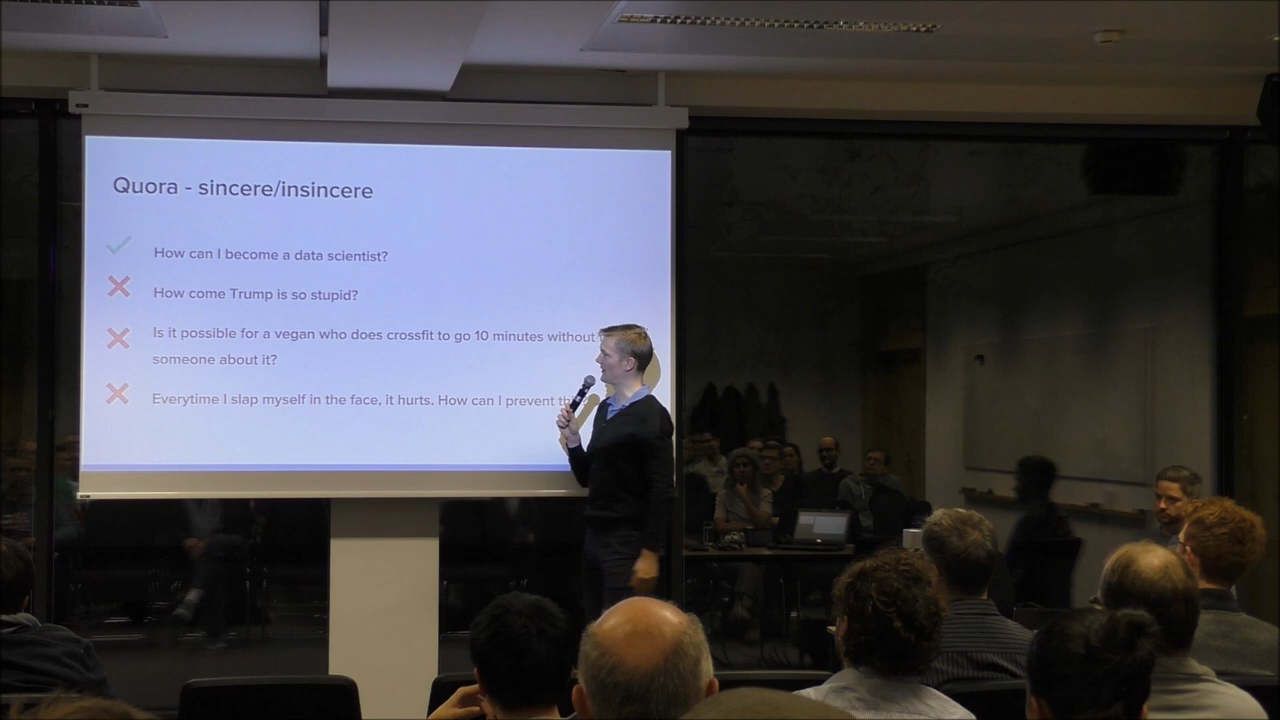 Quora - sincere/insincere
How can I become a data scientist?
How come Trump is so stupid?
Is it possible for a vegan who does crossfit to go 10 minutes without
someone about it?
Everytime I slap myself in the face, it hurts. How can I prevent